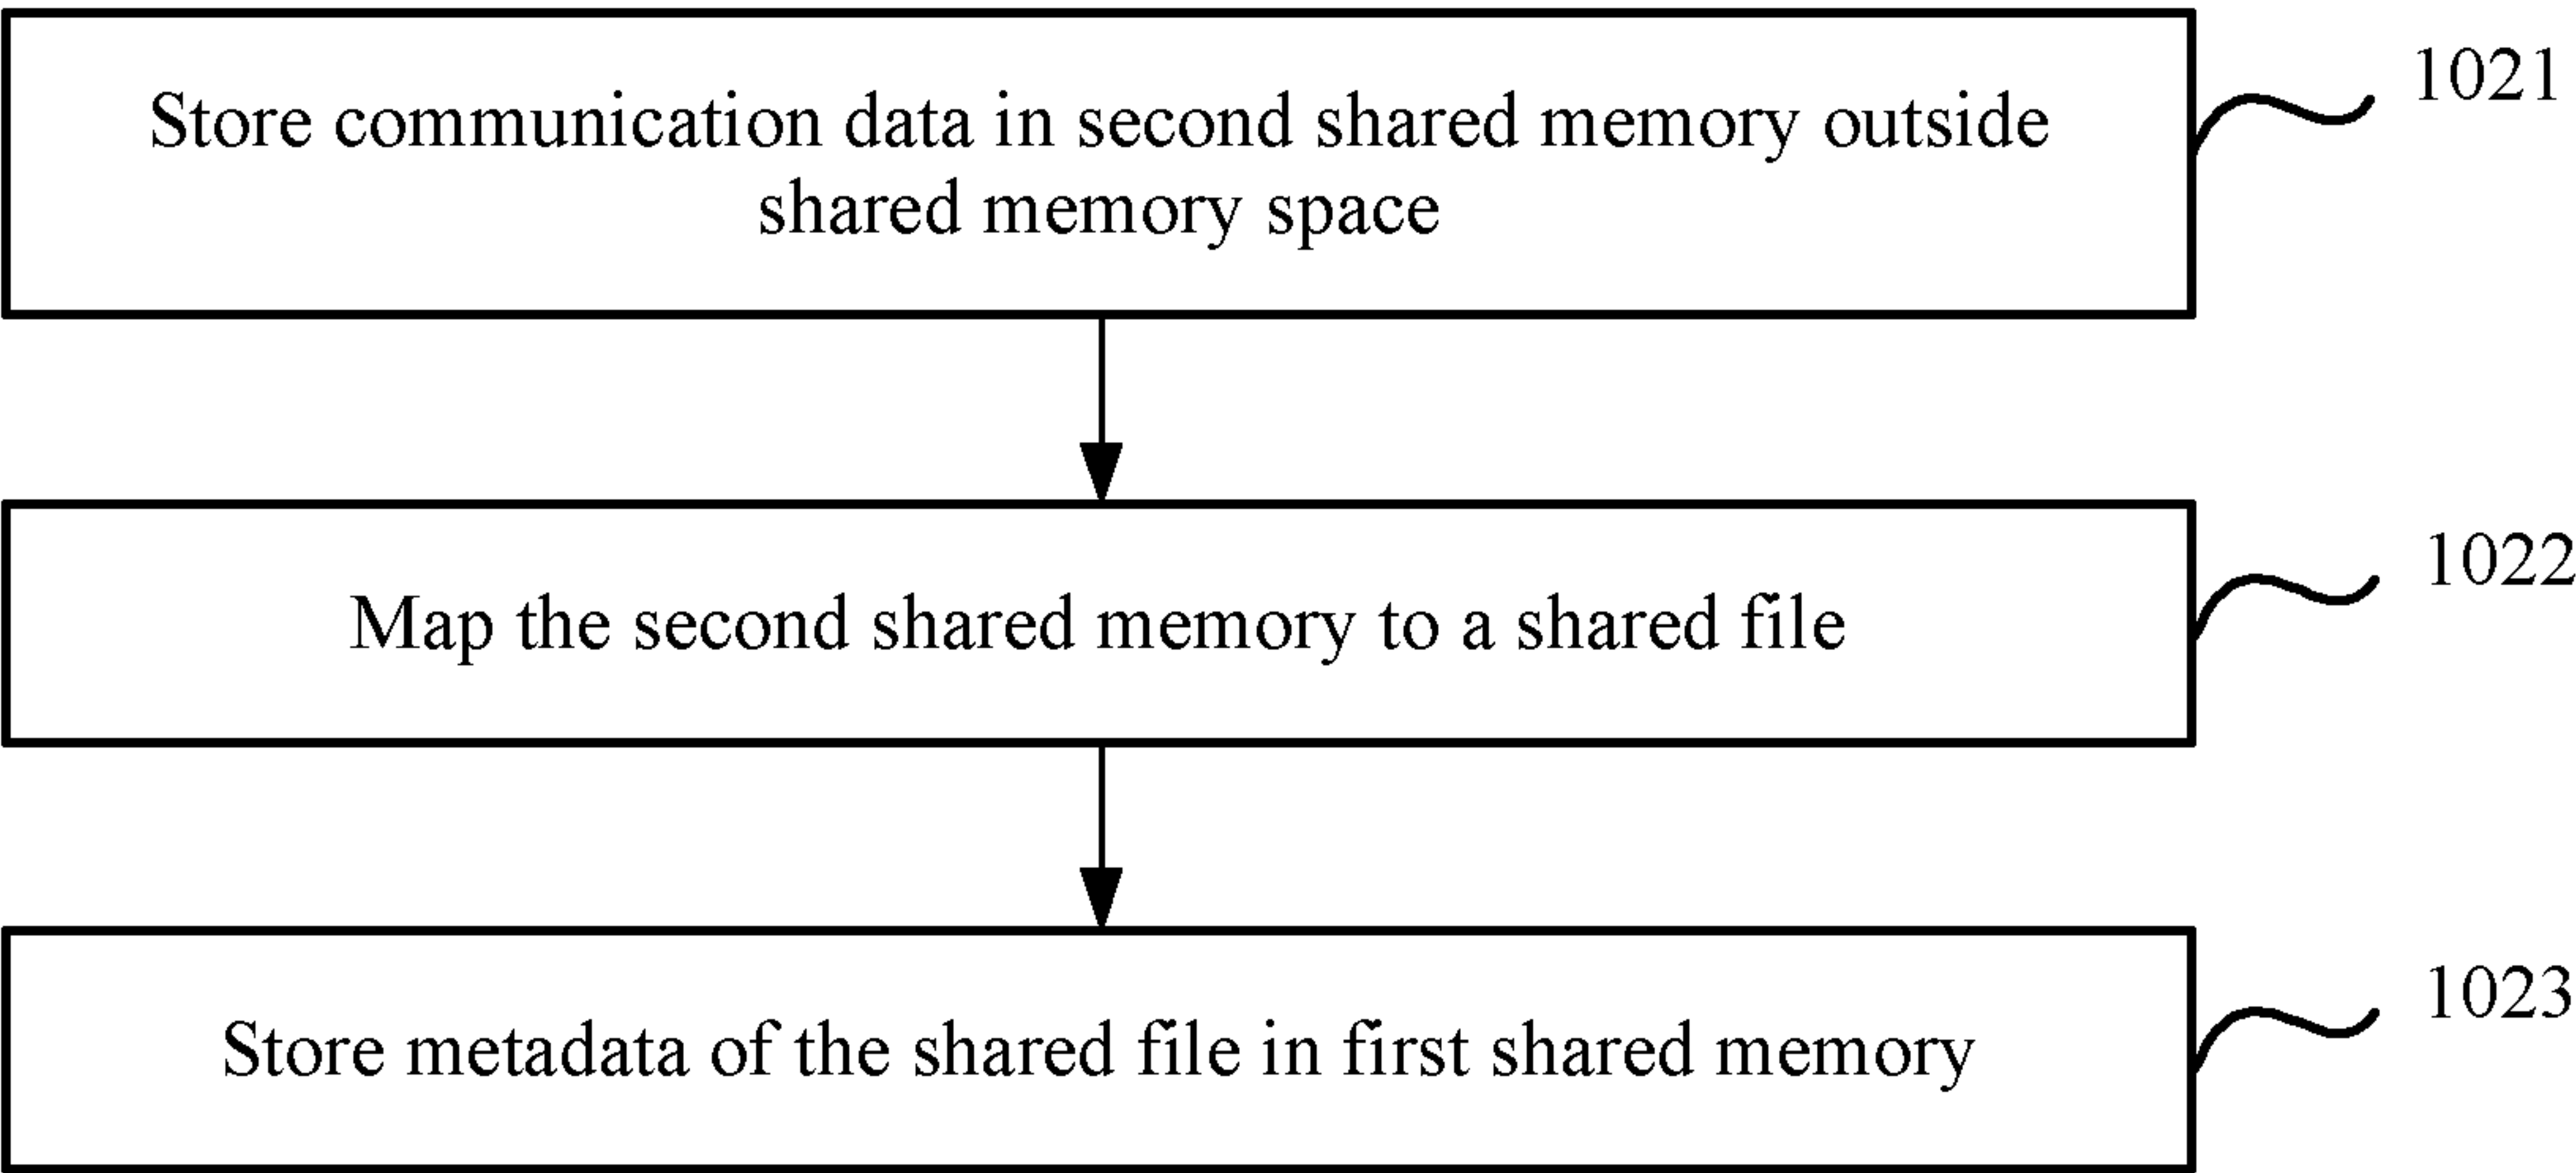 1021
Store communication data in second shared memory outside
shared memory space
1022
Map the second shared memory to a shared file
1023
Store metadata of the shared file in first shared memory